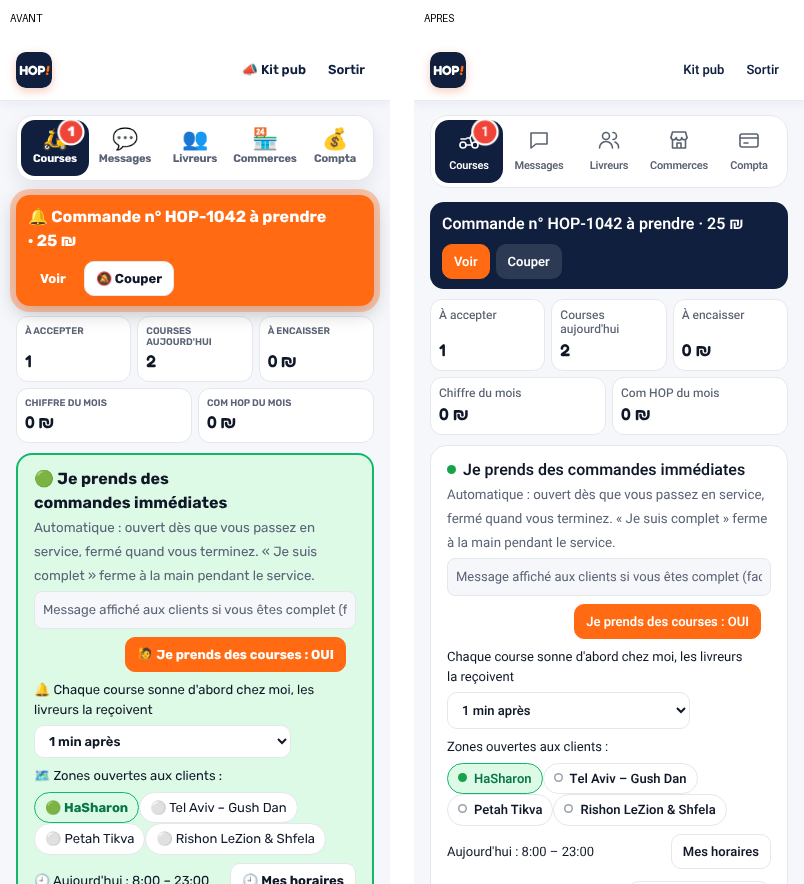 AVANT
HOP!
📣 Kit pub
Sortir
1
Courses
Messages
Livreurs
Commerces
Compta
🔔 Commande n° HOP-1042 à prendre
· 25 ₪
Voir
🔕 Couper
À ACCEPTER
1
COURSES
AUJOURD'HUI
2
À ENCAISSER
0 ₪
CHIFFRE DU MOIS
0 ₪
COM HOP DU MOIS
0 ₪
🟢 Je prends des
commandes immédiates
Automatique : ouvert dès que vous passez en
service, fermé quand vous terminez. « Je suis
complet » ferme à la main pendant le service.
Message affiché aux clients si vous êtes complet (f
🙋 Je prends des courses : OUI
🔔 Chaque course sonne d'abord chez moi, les
livreurs la reçoivent
1 min après
🗺️ Zones ouvertes aux clients :
🟢 HaSharon
⚪ Tel Aviv – Gush Dan
⚪ Petah Tikva
⚪ Rishon LeZion & Shfela
🕘 Aujourd'hui : 8:00 – 23:00
🕘 Mes horaires
APRES
HOP!
Kit pub
Sortir
1
Courses
Messages
Livreurs
Commerces
Compta
Commande n° HOP-1042 à prendre · 25 ₪
Voir
Couper
À accepter
1
Courses
aujourd'hui
2
À encaisser
0 ₪
Chiffre du mois
0 ₪
Com HOP du mois
0 ₪
Je prends des commandes immédiates
Automatique : ouvert dès que vous passez en service,
fermé quand vous terminez. « Je suis complet » ferme
à la main pendant le service.
Message affiché aux clients si vous êtes complet (fac
Je prends des courses : OUI
Chaque course sonne d'abord chez moi, les livreurs
la reçoivent
1 min après
Zones ouvertes aux clients :
HaSharon
Tel Aviv – Gush Dan
Petah Tikva
Rishon LeZion & Shfela
Aujourd'hui : 8:00 – 23:00
Mes horaires